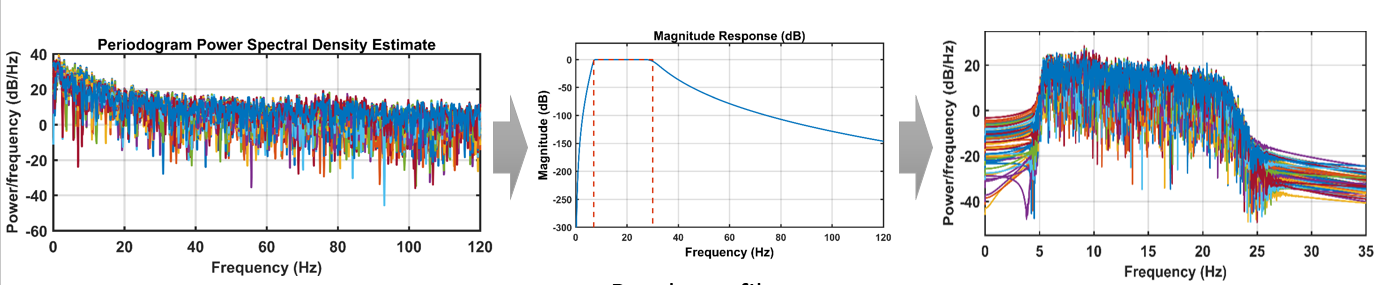 Periodogram Power Spectral Density Estimate
Power/frequency (dB/Hz)
40
20
0
-20
-40
-60
0 20 40 60 80 100 120
Frequency (Hz)
Magnitude Response (dB)
Magnitude (dB)
0
-50
-100
-150
-200
-250
-300
0 20 40 60 80 100 120
Frequency (Hz)
Power/frequency (dB/Hz)
20
0
-20
-40
0 5 10 15 20 25 30 35
Frequency (Hz)